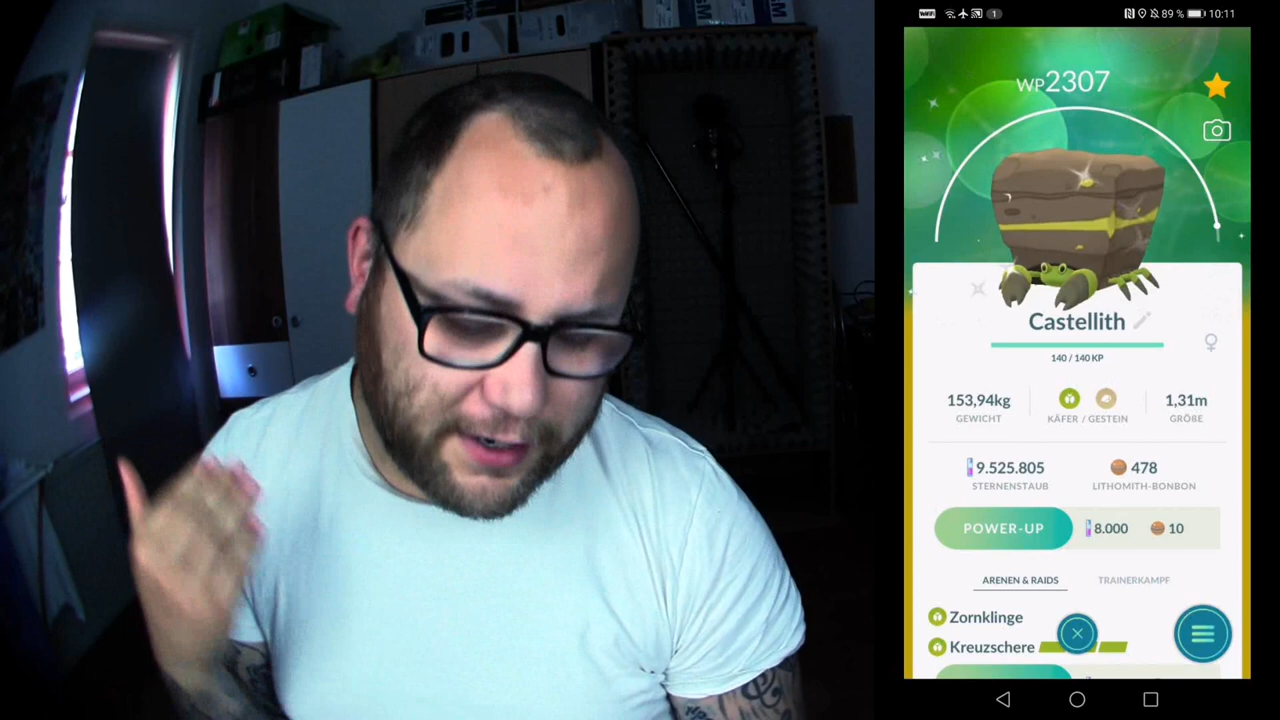 1 89 % 10:11
WP2307
Castellith
140 / 140 KP
153,94kg 1,31m
GEWICHT KÄFER / GESTEIN GRÖßE
9.525.805 478
STERNENSTAUB LITHOMITH-BONBON
POWER-UP 8.000 10
ARENEN & RAIDS TRAINERKAMPF
Zornklinge
Kreuzschere